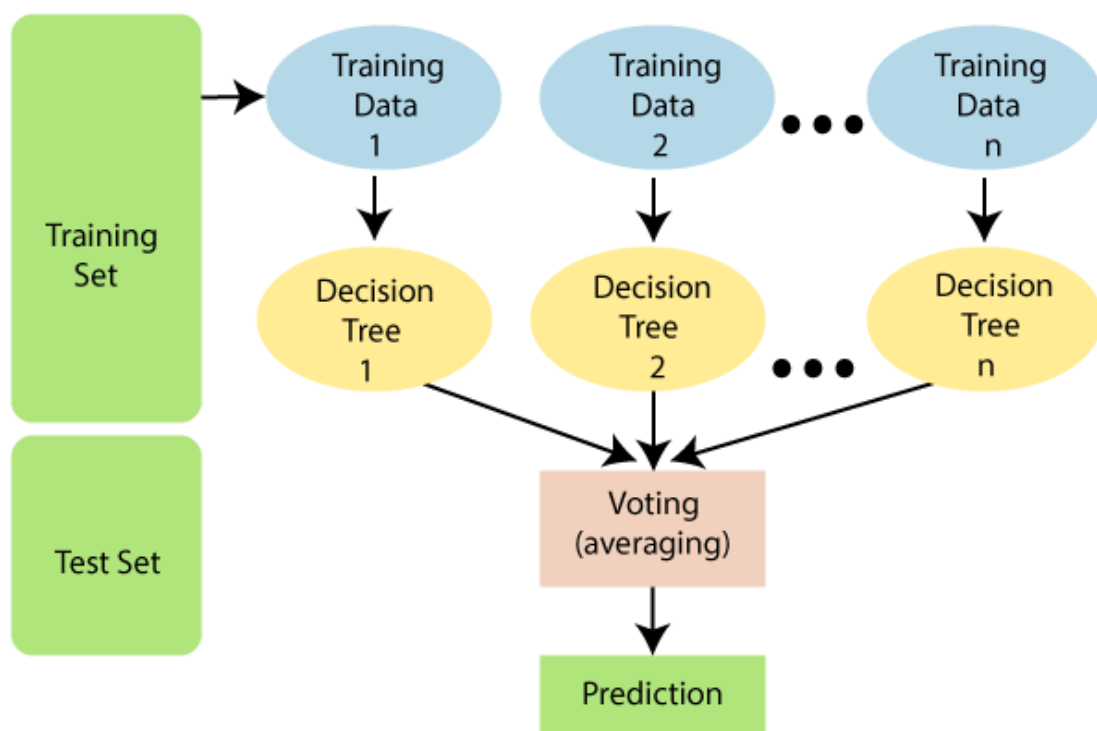 Training
Set
Test Set
Training
Data
1
Training
Data
2
Training
Data
n
Decision
Tree
1
Decision
Tree
2
Decision
Tree
n
Voting
(averaging)
Prediction